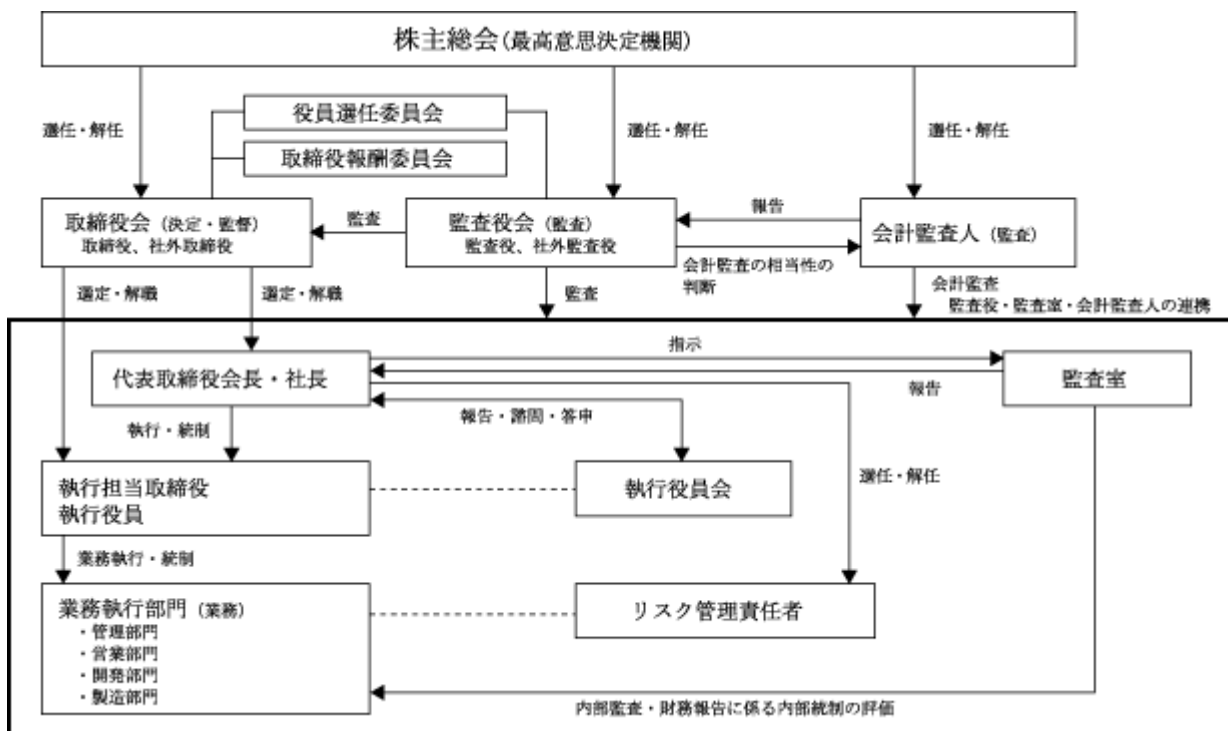 株主総会(最高意思決定機関)
役員選任委員会
選任・解任
選任・解任
選任・解任
取締役報酬委員会
取締役会(決定・監督)
取締役、社外取締役
監査
監査役会(監査)
監査役、社外監査役
報告
会計監査人(監査)
会計監査の相当性の
判断
選定・解職
選定・解職
監査
会計監査
監査役・監査室・会計監査人の連携
指示
代表取締役会長・社長
監査室
報告
執行・統制
報告・諮問・答申
選任・解任
執行担当取締役
執行役員
執行役員会
業務執行・統制
業務執行部門(業務)
・管理部門
・営業部門
・開発部門
・製造部門
リスク管理責任者
内部監査・財務報告に係る内部統制の評価